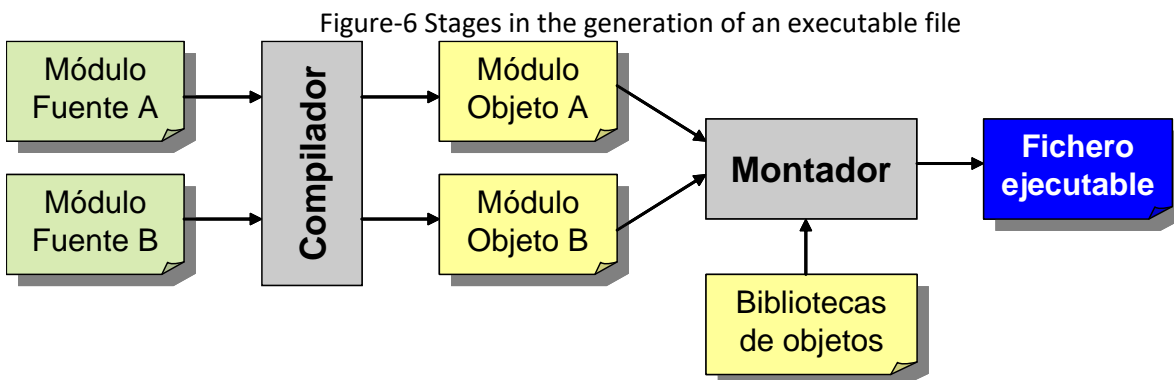 Figure-6 Stages in the generation of an executable file
Módulo
Fuente A
Módulo
Fuente B
Compilador
Módulo
Objeto A
Módulo
Objeto B
Montador
Bibliotecas
de objetos
Fichero
ejecutable